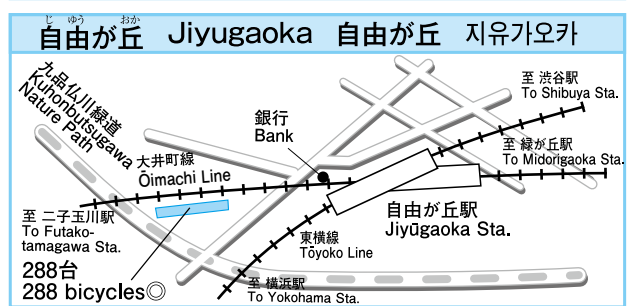 じ ゆう おか
自由が丘 Jiyugaoka 自由が丘 지유가오카
九品仏川緑道
Kuhonbutsugawa
Nature Path
大井町線
Ōimachi Line
銀行
Bank
至 渋谷駅
To Shibuya Sta.
至 緑が丘駅
To Midorigaoka Sta.
至 二子玉川駅
To Futako-
tamagawa Sta.
自由が丘駅
Jiyūgaoka Sta.
東横線
Tōyoko Line
288台
288 bicycles◎
至 横浜駅
To Yokohama Sta.